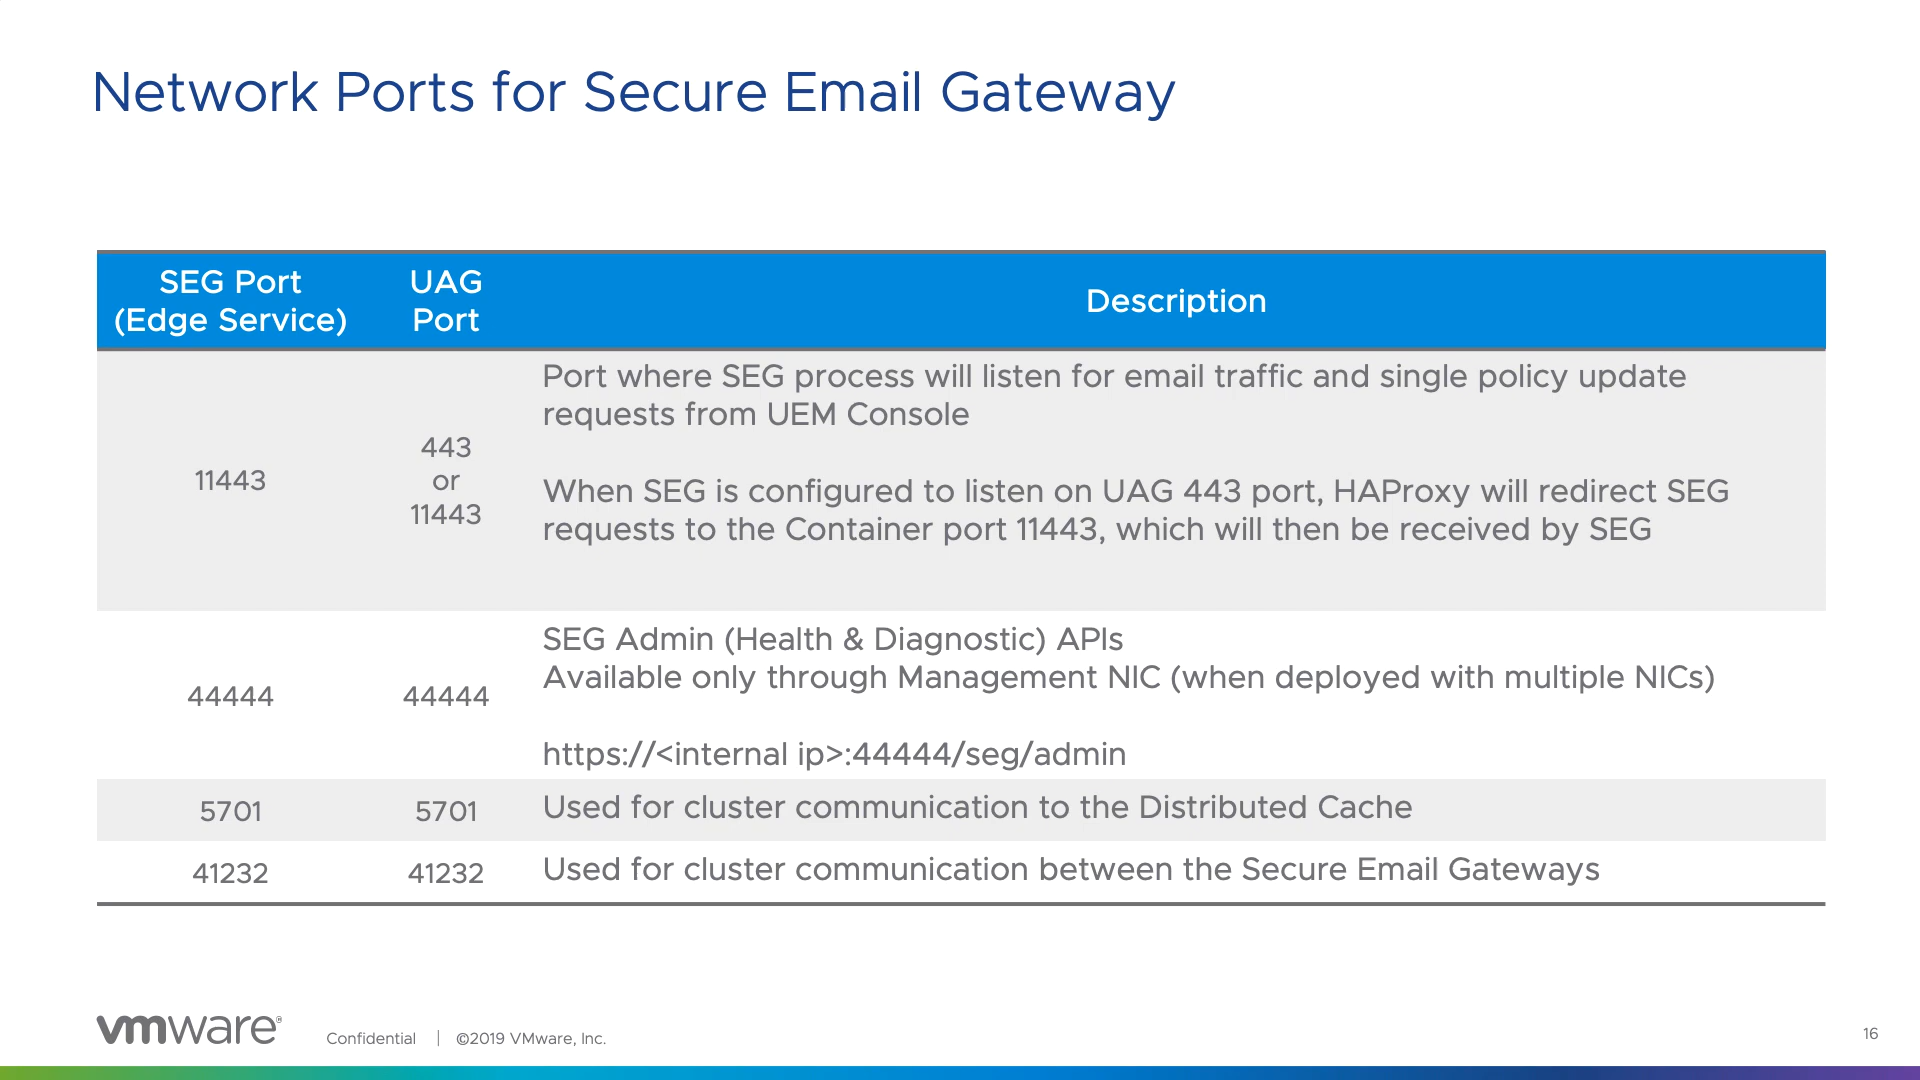 Network Ports for Secure Email Gateway
SEG Port
(Edge Service)
UAG
Port
Description
11443
443
or
11443
Port where SEG process will listen for email traffic and single policy update
requests from UEM Console
When SEG is configured to listen on UAG 443 port, HAProxy will redirect SEG
requests to the Container port 11443, which will then be received by SEG
44444
44444
SEG Admin (Health & Diagnostic) APIs
Available only through Management NIC (when deployed with multiple NICs)
https://<internal ip>:44444/seg/admin
5701
5701
Used for cluster communication to the Distributed Cache
41232
41232
Used for cluster communication between the Secure Email Gateways
vmware®
Confidential | ©2019 VMware, Inc.
16